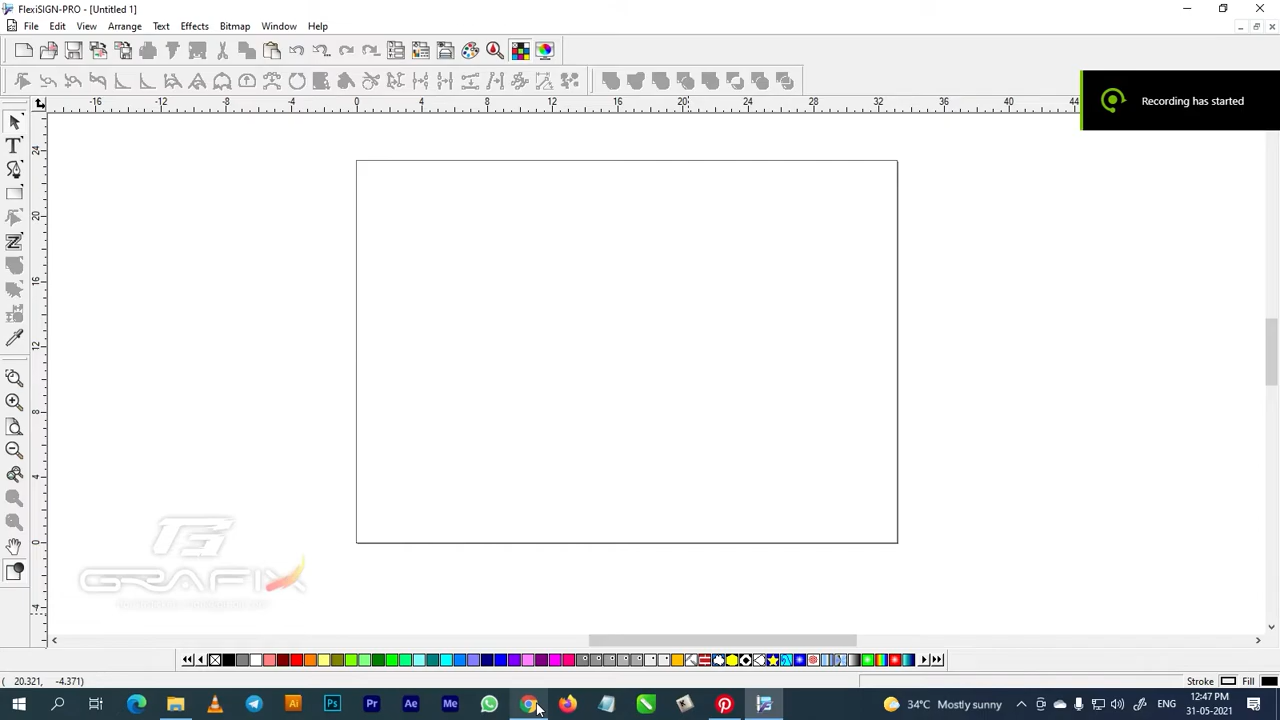 FlexiSIGN-PRO - [Untitled 1]
File Edit View Arrange Text Effects Bitmap Window Help
-16 -12 -8 -4 0 4 8 12 16 20 24 28 32 36 40 44
Recording has started
24
20
16
12
8
4
0
-4
GRAFIX
( 20.321, -4.371)
Stroke Fill
34°C Mostly sunny
ENG
12:47 PM
31-05-2021